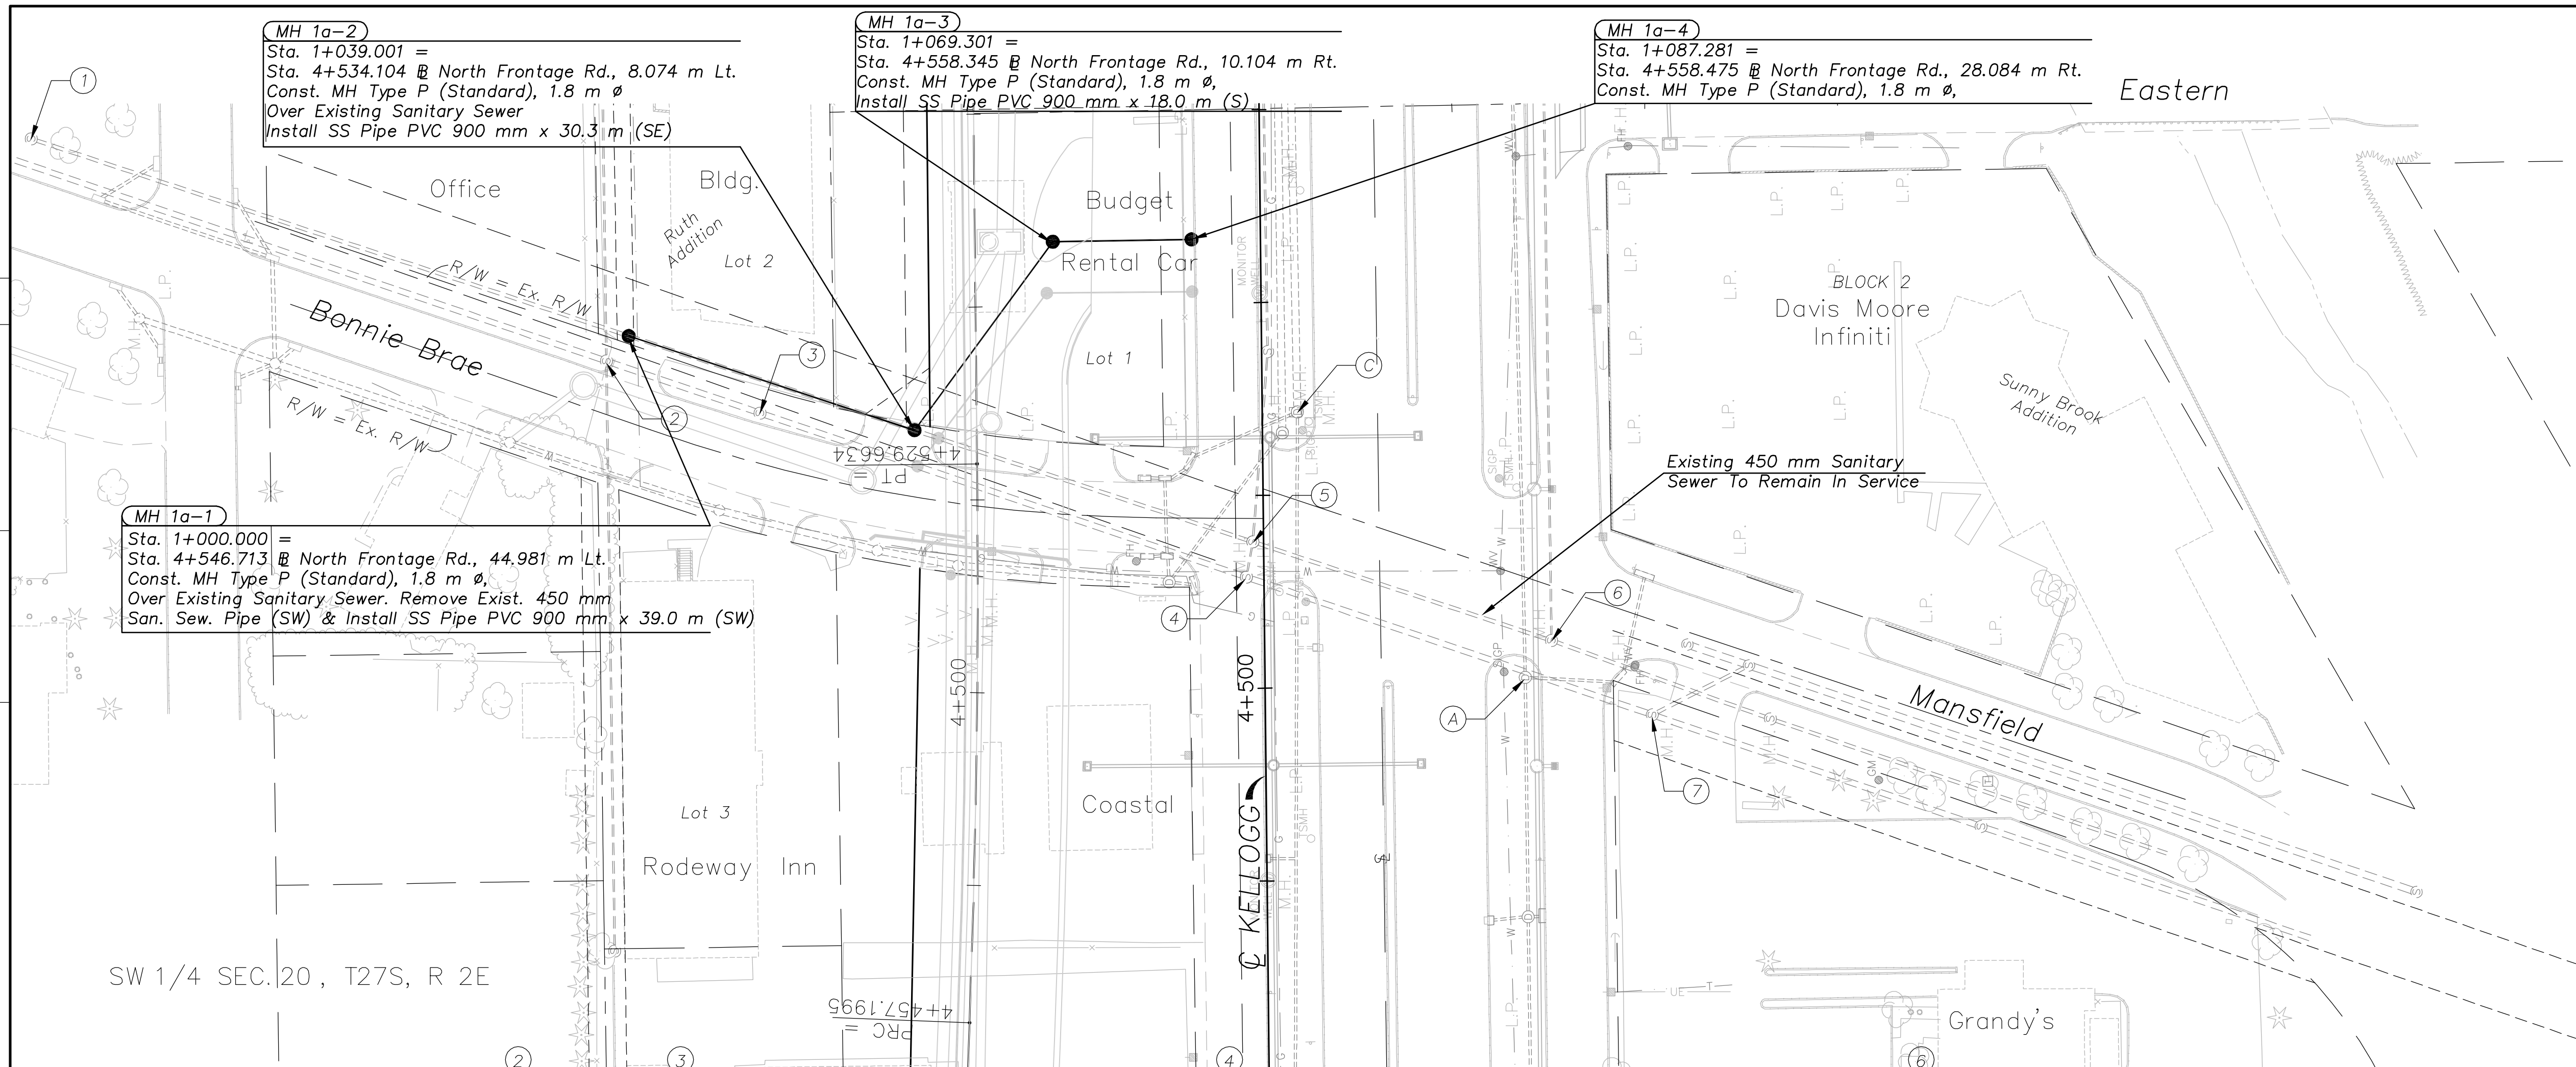 MH 1a-2
Sta. 1+039.001 =
Sta. 4+534.104 ⅊ North Frontage Rd., 8.074 m Lt.
Const. MH Type P (Standard), 1.8 m ø
Over Existing Sanitary Sewer
Install SS Pipe PVC 900 mm x 30.3 m (SE)
MH 1a-3
Sta. 1+069.301 =
Sta. 4+558.345 ⅊ North Frontage Rd., 10.104 m Rt.
Const. MH Type P (Standard), 1.8 m ø,
Install SS Pipe PVC 900 mm x 18.0 m (S)
MH 1a-4
Sta. 1+087.281 =
Sta. 4+558.475 ⅊ North Frontage Rd., 28.084 m Rt.
Const. MH Type P (Standard), 1.8 m ø,
Eastern
1
Office
Bldg.
Ruth
Addition
Lot 2
Budget
Rental Car
Lot 1
MONITOR
WELL
R/W = Ex. R/W
Bonnie Brae
R/W = Ex. R/W
2
3
C
5
4
6
A
7
BLOCK 2
Davis Moore
Infiniti
Sunny Brook
Addition
PT =
4+529.6634
Existing 450 mm Sanitary
Sewer To Remain In Service
MH 1a-1
Sta. 1+000.000 =
Sta. 4+546.713 ⅊ North Frontage Rd., 44.981 m Lt.
Const. MH Type P (Standard), 1.8 m ø,
Over Existing Sanitary Sewer. Remove Exist. 450 mm
San. Sew. Pipe (SW) & Install SS Pipe PVC 900 mm x 39.0 m (SW)
4+500
4+500
Mansfield
Lot 3
Rodeway Inn
Coastal
℄ KELLOGG
SW 1/4 SEC. 20 , T27S, R 2E
PRC =
4+457.1995
Grandy's
2
3
4
6